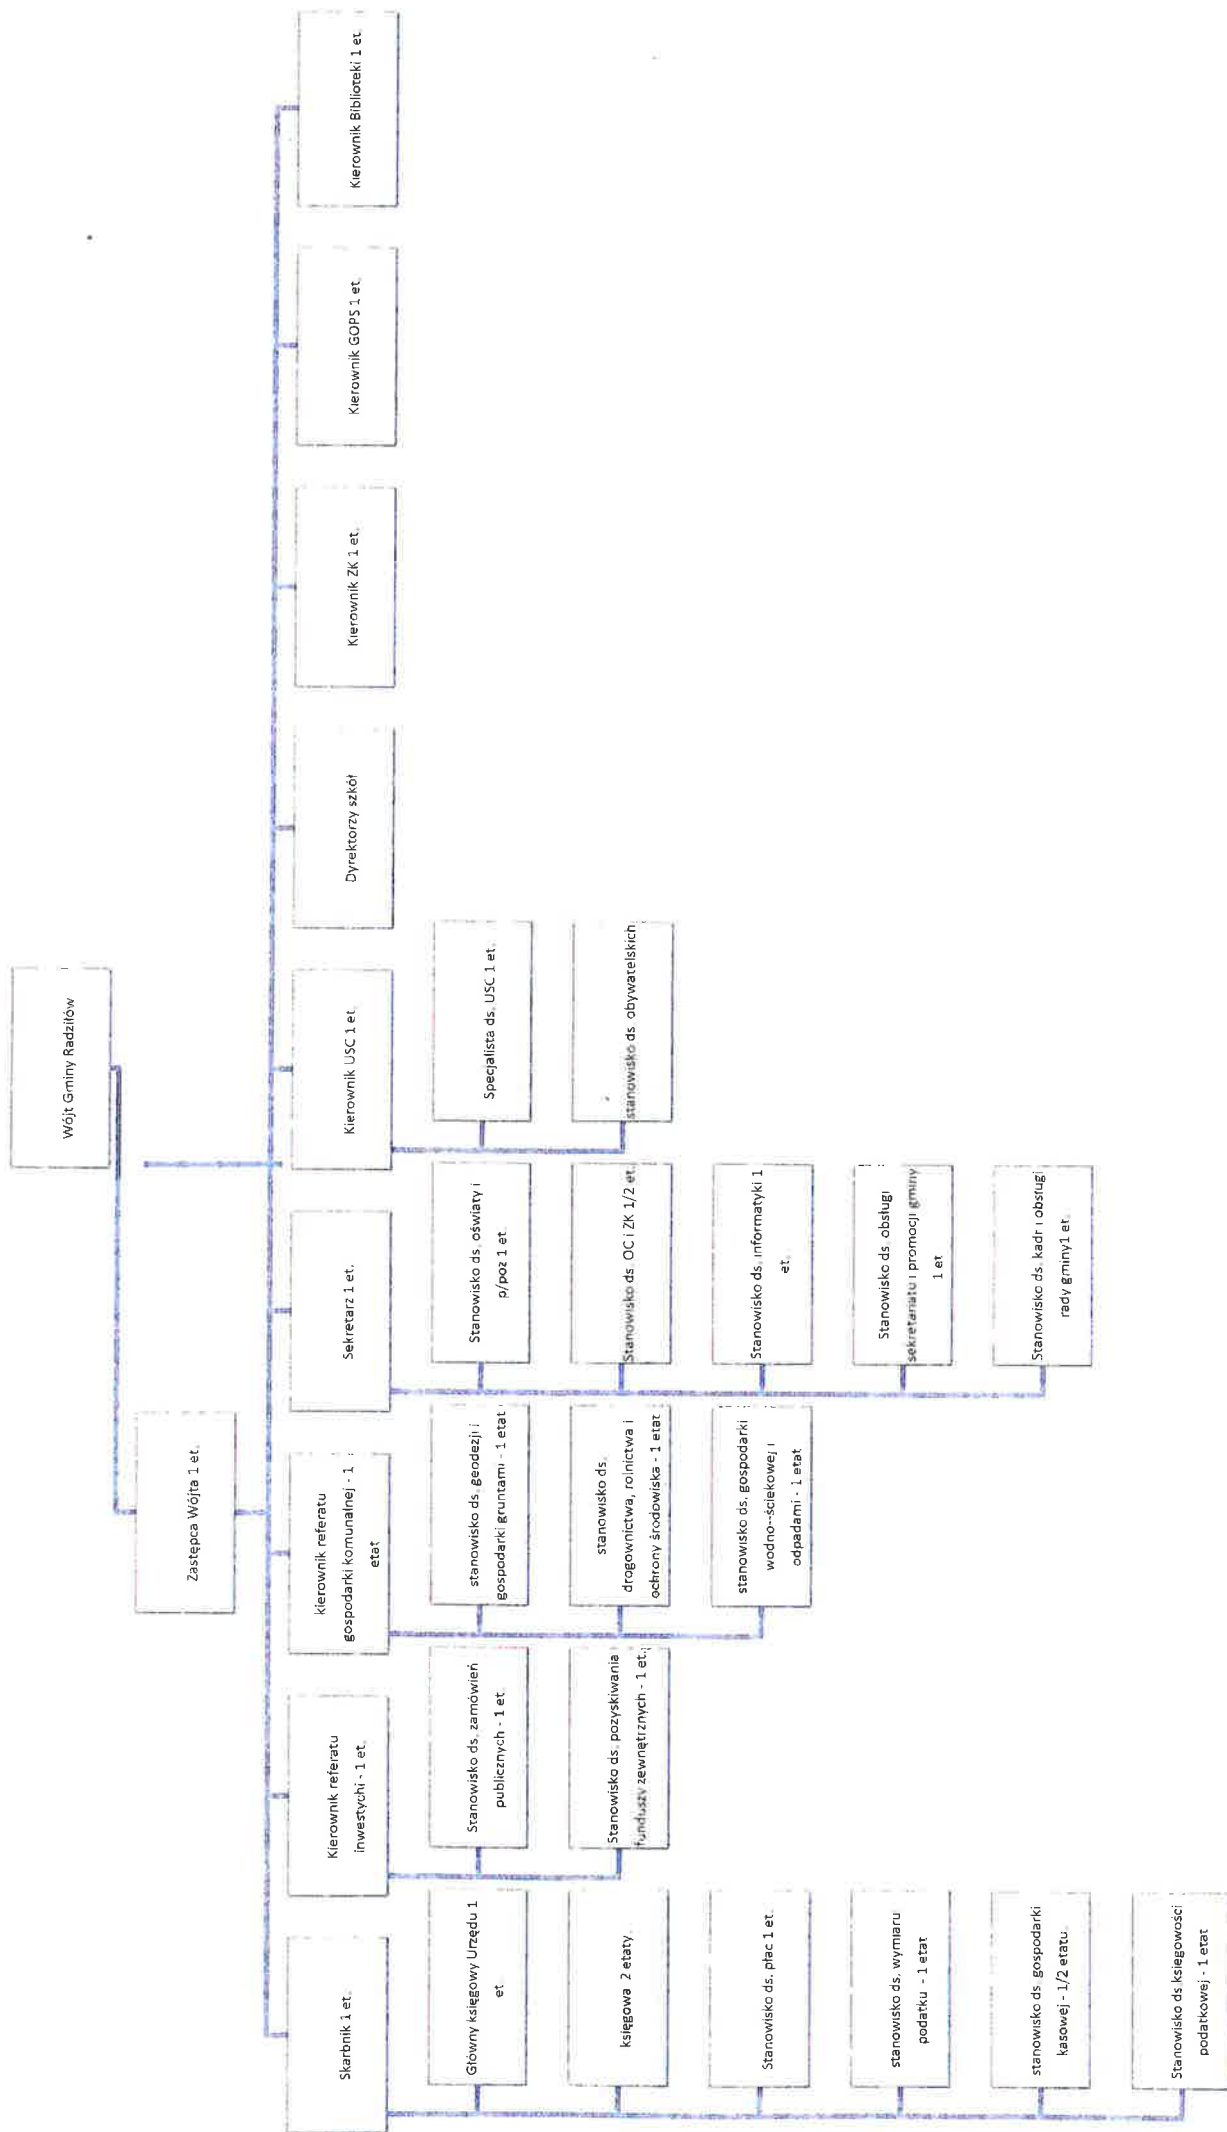 Wójt Gminy Radziłów
Zastępca Wójta 1 et.
Skarbnik 1 et.
Główny księgowy Urzędu 1
et
księgowa 2 etaty
Stanowisko ds. płac 1 et.
stanowisko ds. wymiaru
podatku - 1 etat
stanowisko ds. gospodarki
kasowej - 1/2 etatu
Stanowisko ds.księgowości
podatkowej - 1 etat
Kierownik referatu
inwestychi - 1 et.
Stanowisko ds. zamówień
publicznych - 1 et.
Stanowisko ds. pozyskiwania
funduszy zewnętrznych - 1 et.
kierownik referatu
gospodarki komunalnej - 1
etat
stanowisko ds. geodezji i
gospodarki gruntami - 1 etat
stanowisko ds.
drogownictwa, rolnictwa i
ochrony środowiska - 1 etat
stanowisko ds. gospodarki
wodno--ściekowej i
odpadami - 1 etat
Sekretarz 1 et.
Stanowisko ds. oświaty i
p/poż 1 et.
Stanowisko ds. OC i ZK 1/2 et.
Stanowisko ds. informatyki 1
et.
Stanowisko ds. obsługi
sekretariatu i promocji gminy
1 et
Stanowisko ds. kadr i obsługi
rady gminy1 et.
Kierownik USC 1 et.
Specjalista ds. USC 1 et.
stanowisko ds. obywatelskich
Dyrektorzy szkół
Kierownik ZK 1 et.
Kierownik GOPS 1 et.
Kierownik Biblioteki 1 et.